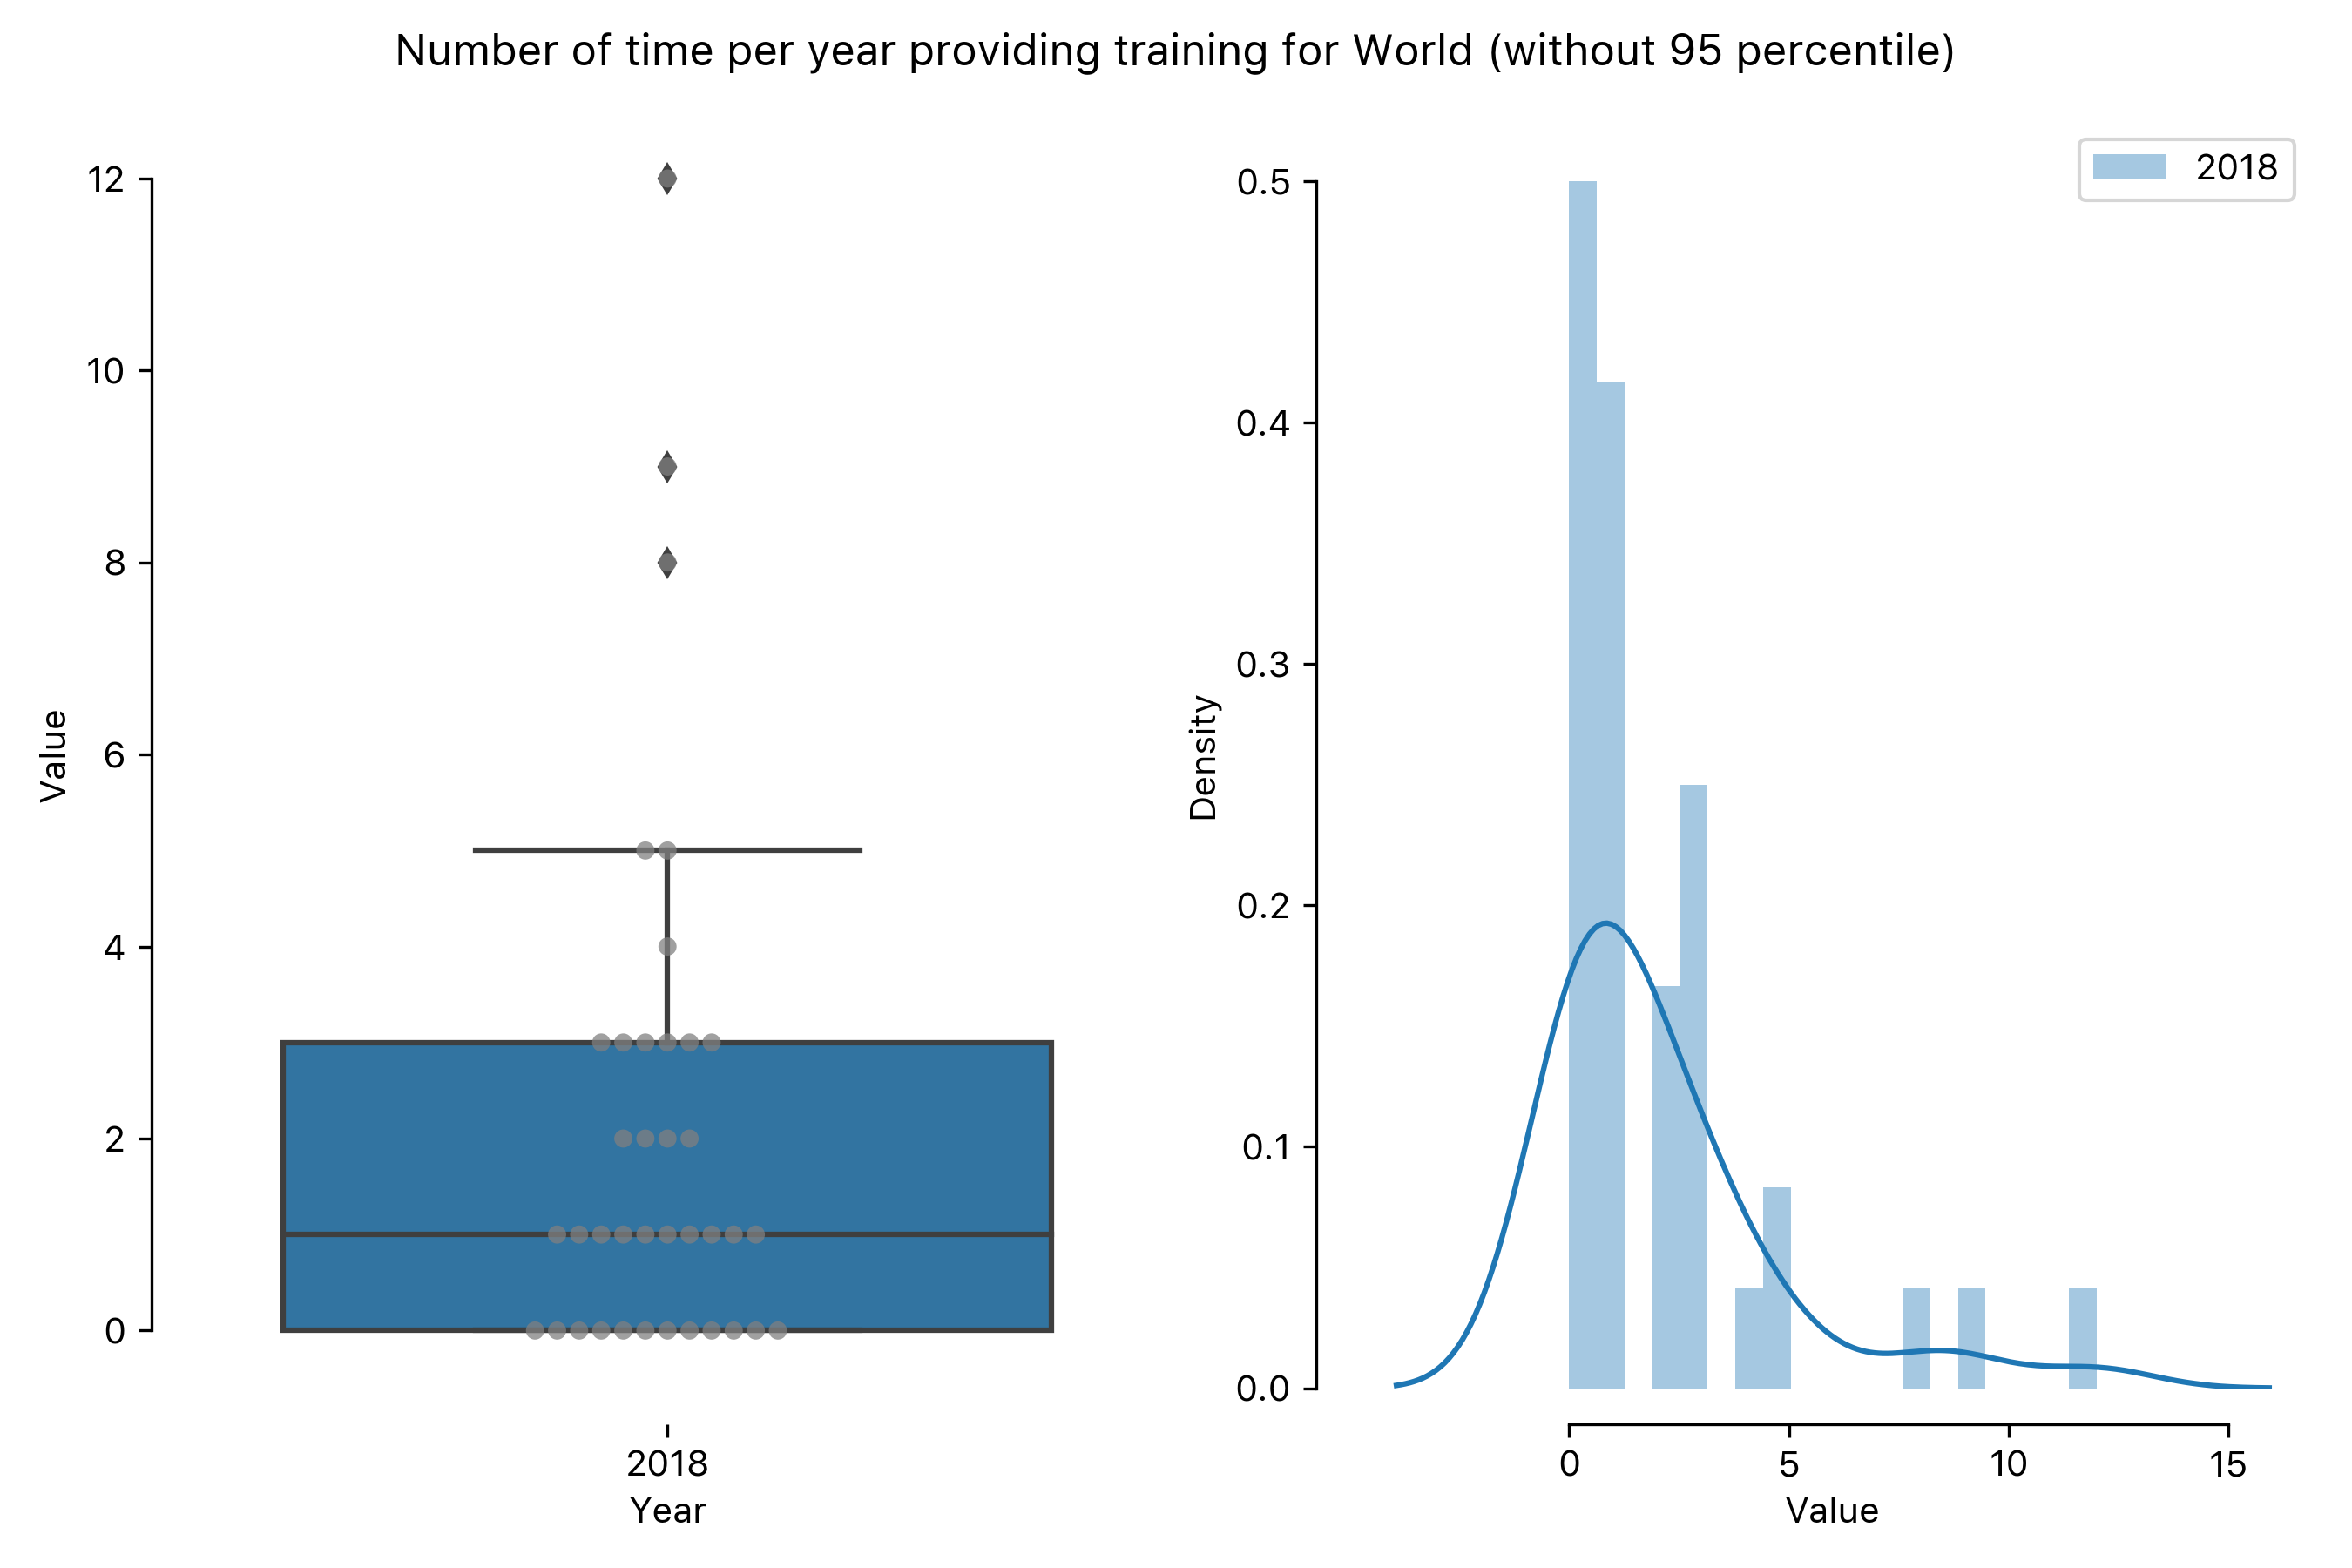 Number of time per year providing training for World (without 95 percentile)
12
10
8
6
4
2
0
Value
2018
Year
2018
0.5
0.4
0.3
0.2
0.1
0.0
Density
0 5 10 15
Value